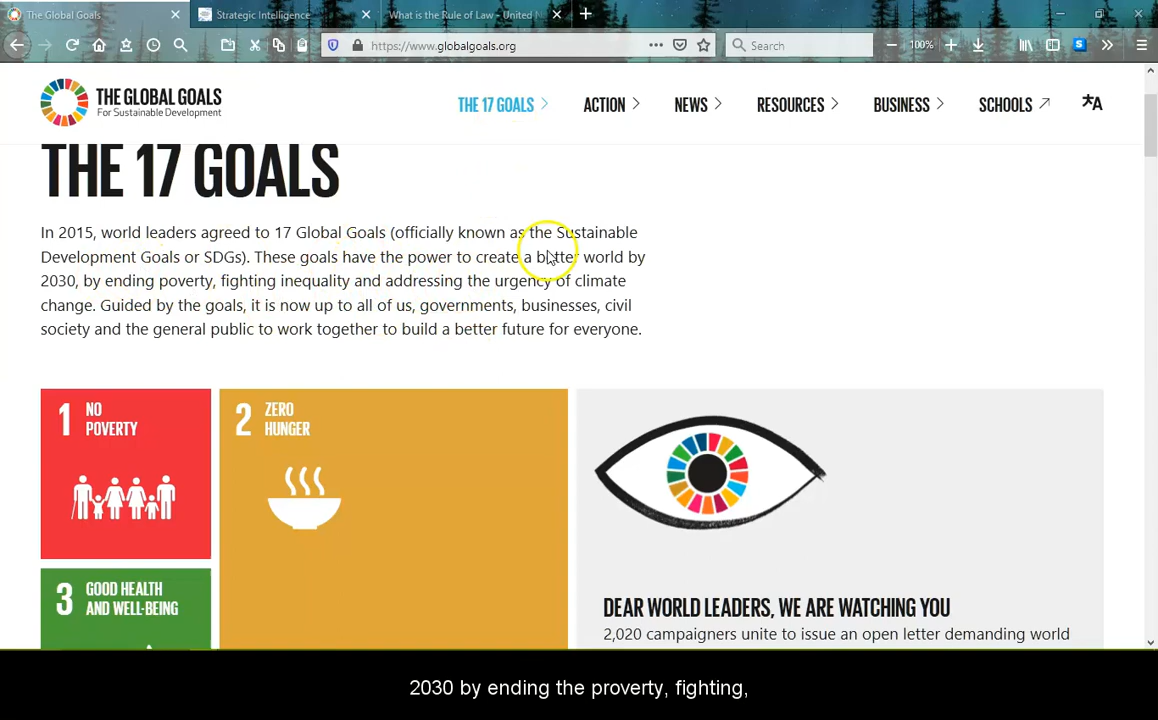 The Global Goals
Strategic Intelligence
What is the Rule of Law - United N
https://www.globalgoals.org
Search
100%
THE GLOBAL GOALS
For Sustainable Development
THE 17 GOALS
ACTION
NEWS
RESOURCES
BUSINESS
SCHOOLS
THE 17 GOALS
In 2015, world leaders agreed to 17 Global Goals (officially known as the Sustainable
Development Goals or SDGs). These goals have the power to create a better world by
2030, by ending poverty, fighting inequality and addressing the urgency of climate
change. Guided by the goals, it is now up to all of us, governments, businesses, civil
society and the general public to work together to build a better future for everyone.
1 NO
POVERTY
2 ZERO
HUNGER
3 GOOD HEALTH
AND WELL-BEING
DEAR WORLD LEADERS, WE ARE WATCHING YOU
2,020 campaigners unite to issue an open letter demanding world
2030 by ending the proverty, fighting,